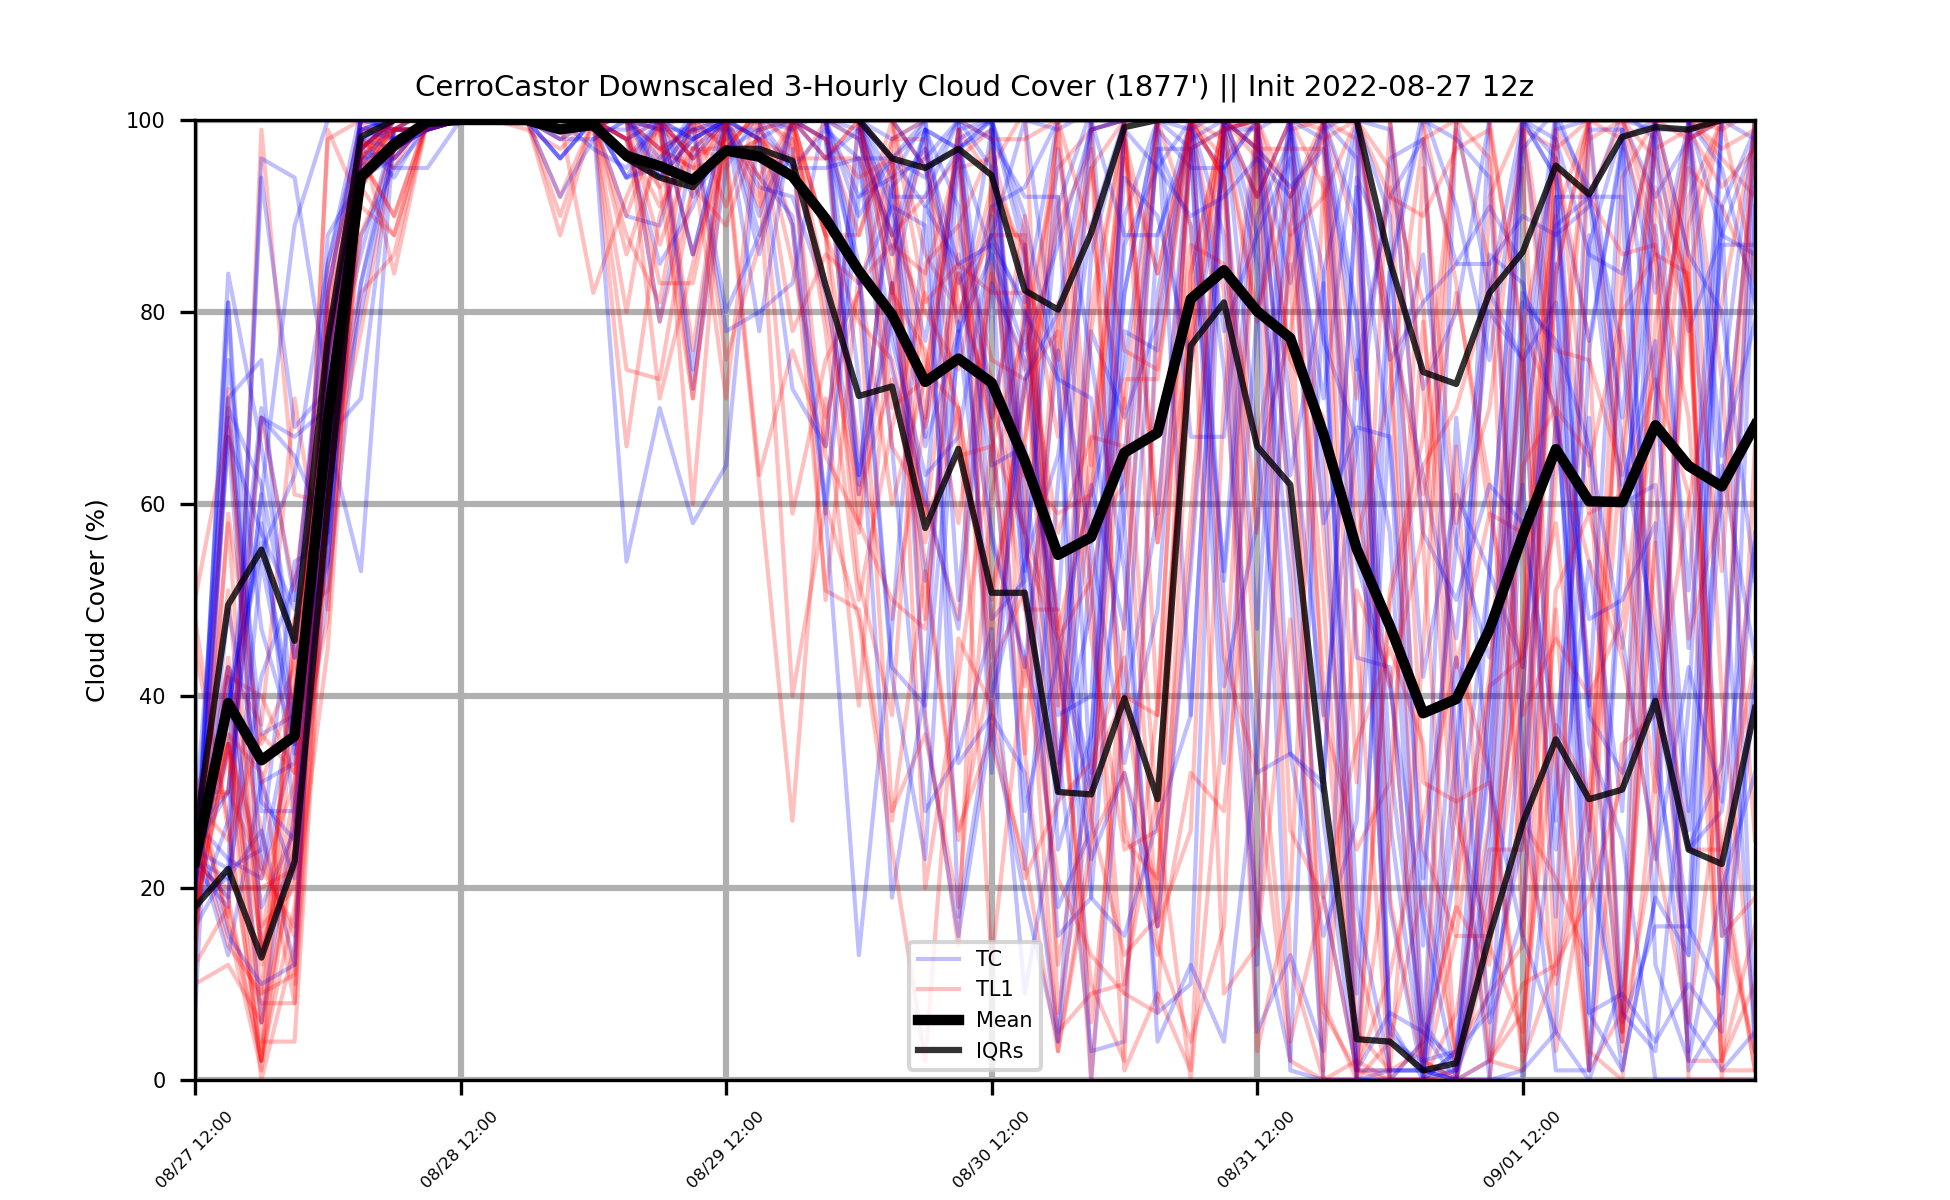 CerroCastor Downscaled 3-Hourly Cloud Cover (1877') || Init 2022-08-27 12z
Cloud Cover (%)
100
80
60
40
20
0
TC
TL1
Mean
IQRs
08/27 12:00
08/28 12:00
08/29 12:00
08/30 12:00
08/31 12:00
09/01 12:00